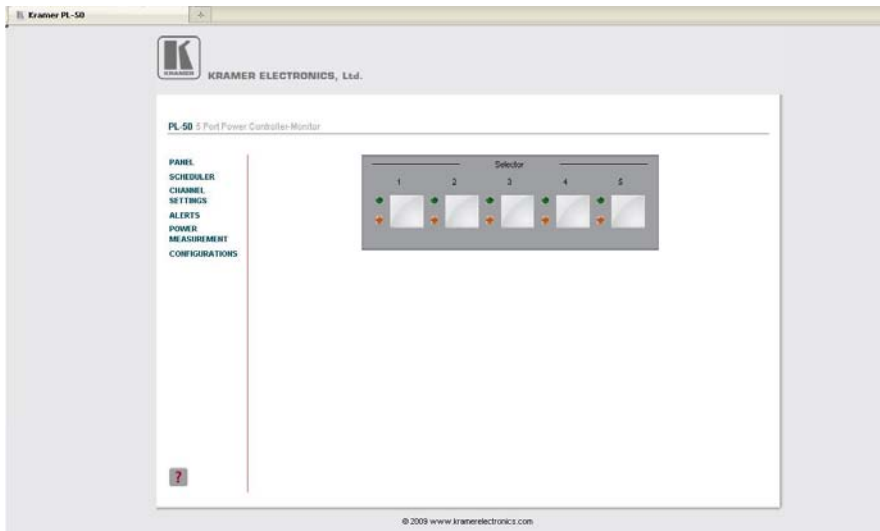 Kramer PL-50
KRAMER
KRAMER ELECTRONICS, Ltd.
PL-50 5 Port Power Controller-Monitor
PANEL
SCHEDULER
CHANNEL
SETTINGS
ALERTS
POWER
MEASUREMENT
CONFIGURATIONS
Selector
1 2 3 4 5
?
© 2009 www.kramerelectronics.com